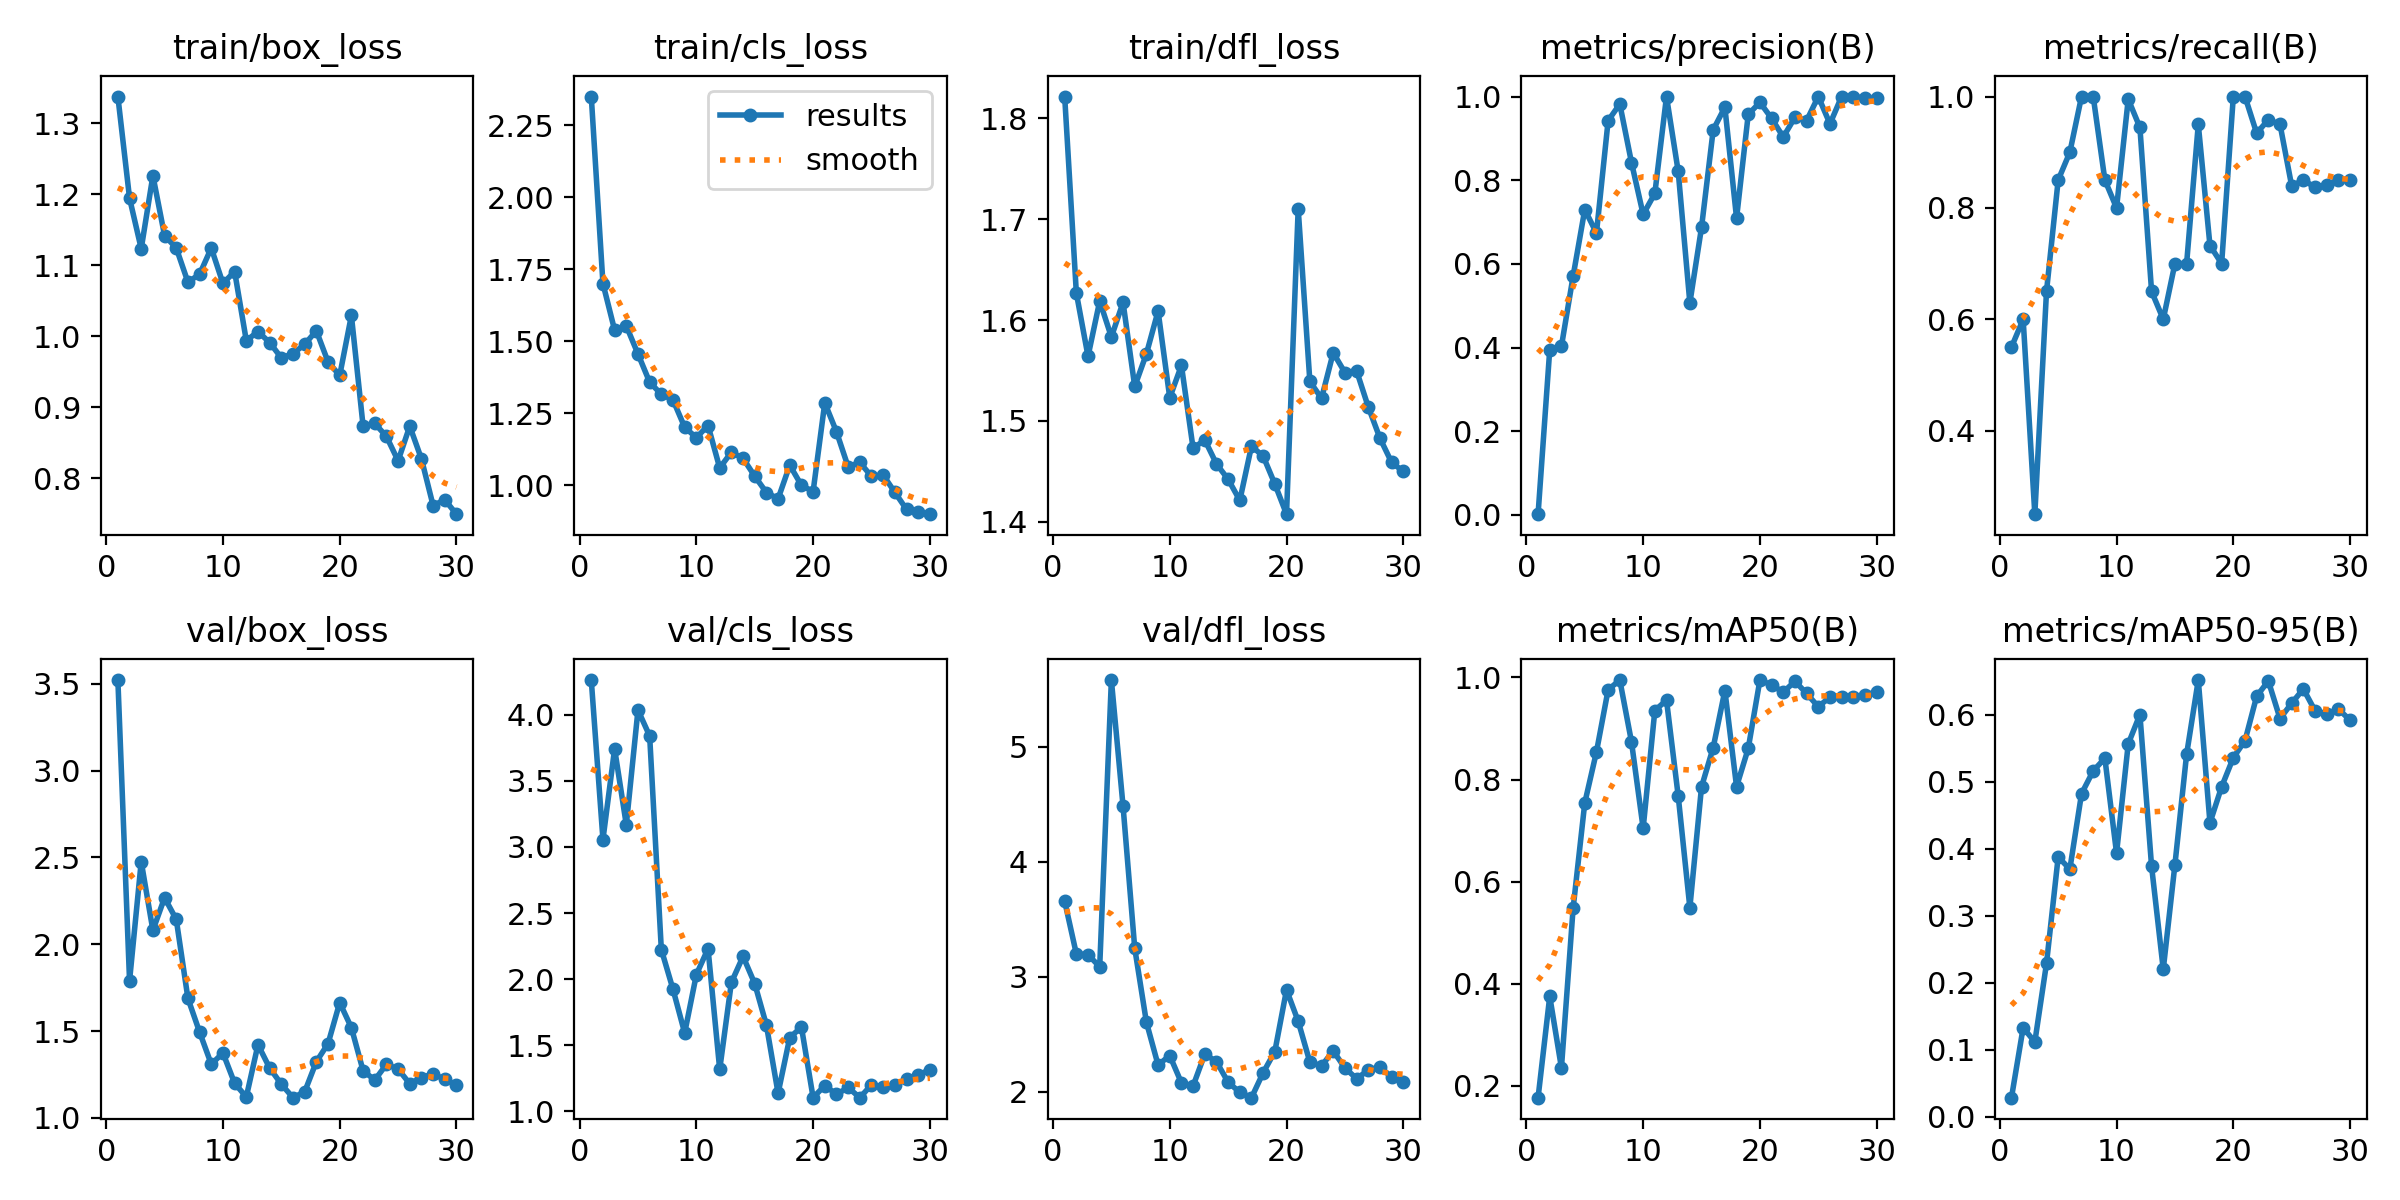 train/box_loss
1.3
1.2
1.1
1.0
0.9
0.8
0 10 20 30
train/cls_loss
results
smooth
2.25
2.00
1.75
1.50
1.25
1.00
0 10 20 30
train/dfl_loss
1.8
1.7
1.6
1.5
1.4
0 10 20 30
metrics/precision(B)
1.0
0.8
0.6
0.4
0.2
0.0
0 10 20 30
metrics/recall(B)
1.0
0.8
0.6
0.4
0 10 20 30
val/box_loss
3.5
3.0
2.5
2.0
1.5
1.0
0 10 20 30
val/cls_loss
4.0
3.5
3.0
2.5
2.0
1.5
1.0
0 10 20 30
val/dfl_loss
5
4
3
2
0 10 20 30
metrics/mAP50(B)
1.0
0.8
0.6
0.4
0.2
0 10 20 30
metrics/mAP50-95(B)
0.6
0.5
0.4
0.3
0.2
0.1
0.0
0 10 20 30